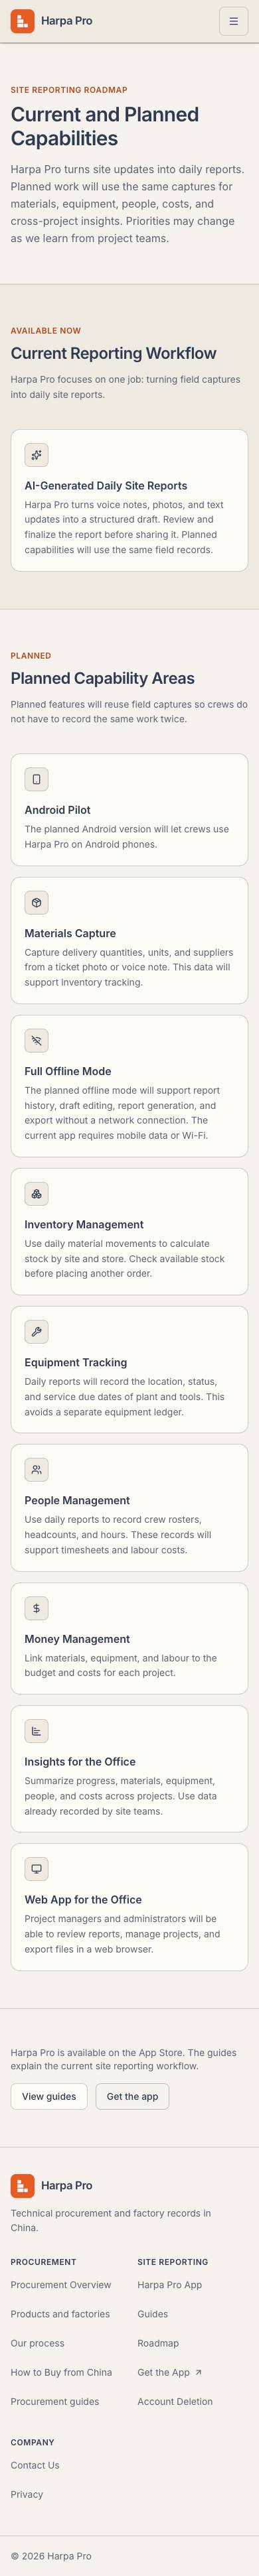 Harpa Pro
SITE REPORTING ROADMAP
Current and Planned
Capabilities
Harpa Pro turns site updates into daily reports.
Planned work will use the same captures for
materials, equipment, people, costs, and
cross-project insights. Priorities may change
as we learn from project teams.
AVAILABLE NOW
Current Reporting Workflow
Harpa Pro focuses on one job: turning field captures
into daily site reports.
AI-Generated Daily Site Reports
Harpa Pro turns voice notes, photos, and text
updates into a structured draft. Review and
finalize the report before sharing it. Planned
capabilities will use the same field records.
PLANNED
Planned Capability Areas
Planned features will reuse field captures so crews do
not have to record the same work twice.
Android Pilot
The planned Android version will let crews use
Harpa Pro on Android phones.
Materials Capture
Capture delivery quantities, units, and suppliers
from a ticket photo or voice note. This data will
support inventory tracking.
Full Offline Mode
The planned offline mode will support report
history, draft editing, report generation, and
export without a network connection. The
current app requires mobile data or Wi-Fi.
Inventory Management
Use daily material movements to calculate
stock by site and store. Check available stock
before placing another order.
Equipment Tracking
Daily reports will record the location, status,
and service due dates of plant and tools. This
avoids a separate equipment ledger.
People Management
Use daily reports to record crew rosters,
headcounts, and hours. These records will
support timesheets and labour costs.
Money Management
Link materials, equipment, and labour to the
budget and costs for each project.
Insights for the Office
Summarize progress, materials, equipment,
people, and costs across projects. Use data
already recorded by site teams.
Web App for the Office
Project managers and administrators will be
able to review reports, manage projects, and
export files in a web browser.
Harpa Pro is available on the App Store. The guides
explain the current site reporting workflow.
View guides
Get the app
Harpa Pro
Technical procurement and factory records in
China.
PROCUREMENT
Procurement Overview
Products and factories
Our process
How to Buy from China
Procurement guides
SITE REPORTING
Harpa Pro App
Guides
Roadmap
Get the App
Account Deletion
COMPANY
Contact Us
Privacy
© 2026 Harpa Pro